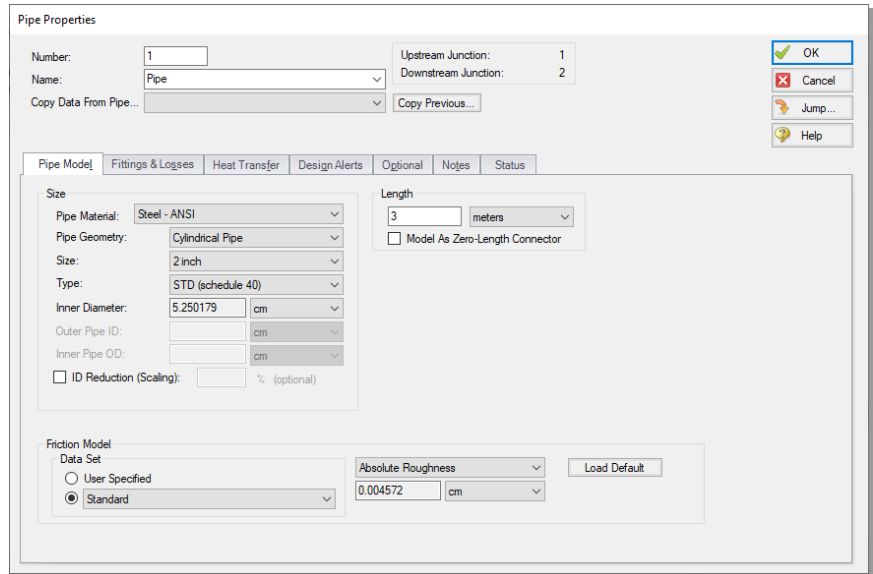 Pipe Properties
Number: 1
Name: Pipe
Copy Data From Pipe... Copy Previous...
Upstream Junction: 1
Downstream Junction: 2
OK
Cancel
Jump...
Help
Pipe Model Fittings & Losses Heat Transfer Design Alerts Optional Notes Status
Size
Pipe Material: Steel - ANSI
Pipe Geometry: Cylindrical Pipe
Size: 2 inch
Type: STD (schedule 40)
Inner Diameter: 5.250179 cm
Outer Pipe ID: cm
Inner Pipe OD: cm
ID Reduction (Scaling): % (optional)
Length
3 meters
Model As Zero-Length Connector
Friction Model
Data Set
User Specified
Standard
Absolute Roughness
0.004572 cm
Load Default